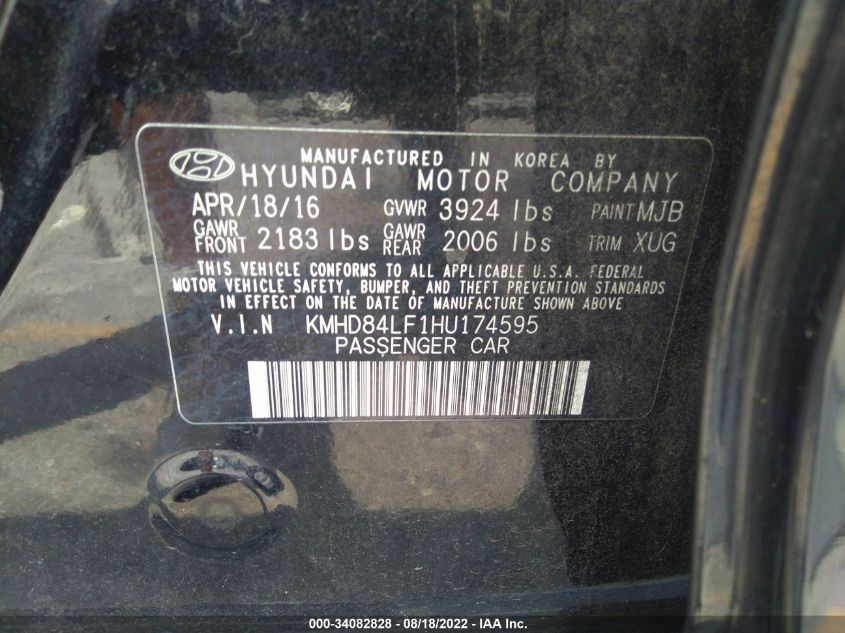 MANUFACTURED IN KOREA BY
HYUNDAI MOTOR COMPANY
APR/18/16 GVWR 3924 lbs PAINT MJB
GAWR FRONT 2183 lbs GAWR REAR 2006 lbs TRIM XUG
THIS VEHICLE CONFORMS TO ALL APPLICABLE U.S.A. FEDERAL
MOTOR VEHICLE SAFETY, BUMPER, AND THEFT PREVENTION STANDARDS
IN EFFECT ON THE DATE OF MANUFACTURE SHOWN ABOVE
V.I.N KMHD84LF1HU174595
PASSENGER CAR
000-34082828 - 08/18/2022 - IAA Inc.